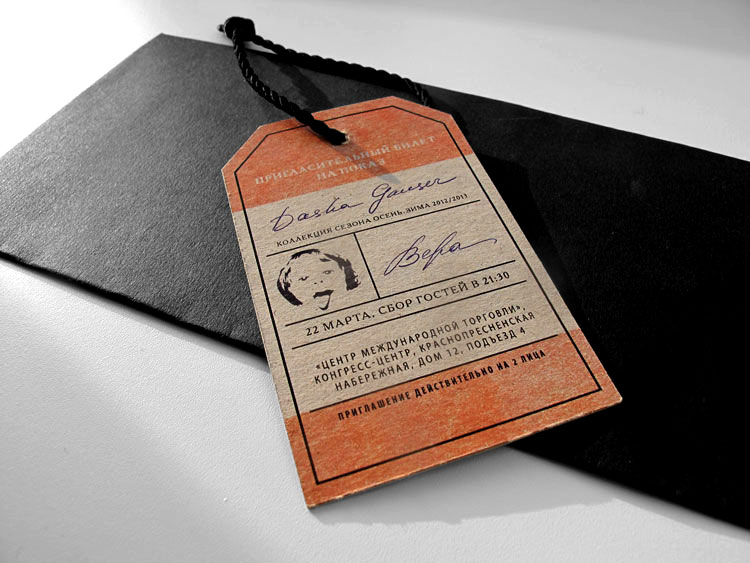 ПРИГЛАСИТЕЛЬНЫЙ БИЛЕТ
НА ПОКАЗ
Dasha Gauser
КОЛЛЕКЦИЯ СЕЗОНА ОСЕНЬ-ЗИМА 2012/2013
Вера
22 МАРТА, СБОР ГОСТЕЙ В 21:30
«ЦЕНТР МЕЖДУНАРОДНОЙ ТОРГОВЛИ»,
КОНГРЕСС-ЦЕНТР, КРАСНОПРЕСНЕНСКАЯ
НАБЕРЕЖНАЯ, ДОМ 12, ПОДЪЕЗД 4
ПРИГЛАШЕНИЕ ДЕЙСТВИТЕЛЬНО НА 2 ЛИЦА